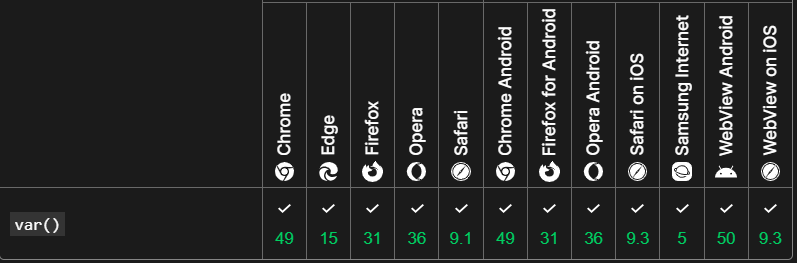 Chrome
Edge
Firefox
Opera
Safari
Chrome Android
Firefox for Android
Opera Android
Safari on iOS
Samsung Internet
WebView Android
WebView on iOS
var()
49 15 31 36 9.1 49 31 36 9.3 5 50 9.3